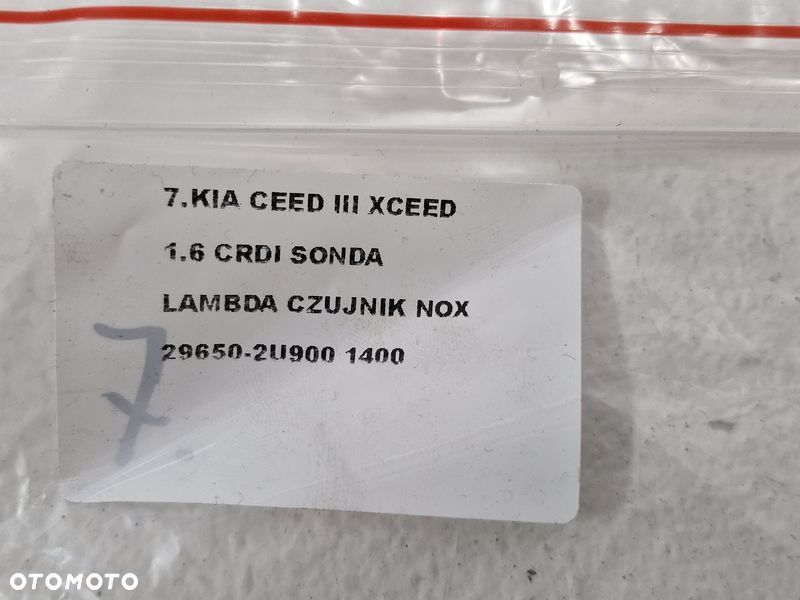 7.KIA CEED III XCEED
1.6 CRDI SONDA
LAMBDA CZUJNIK NOX
29650-2U900 1400
7.
OTOMOTO